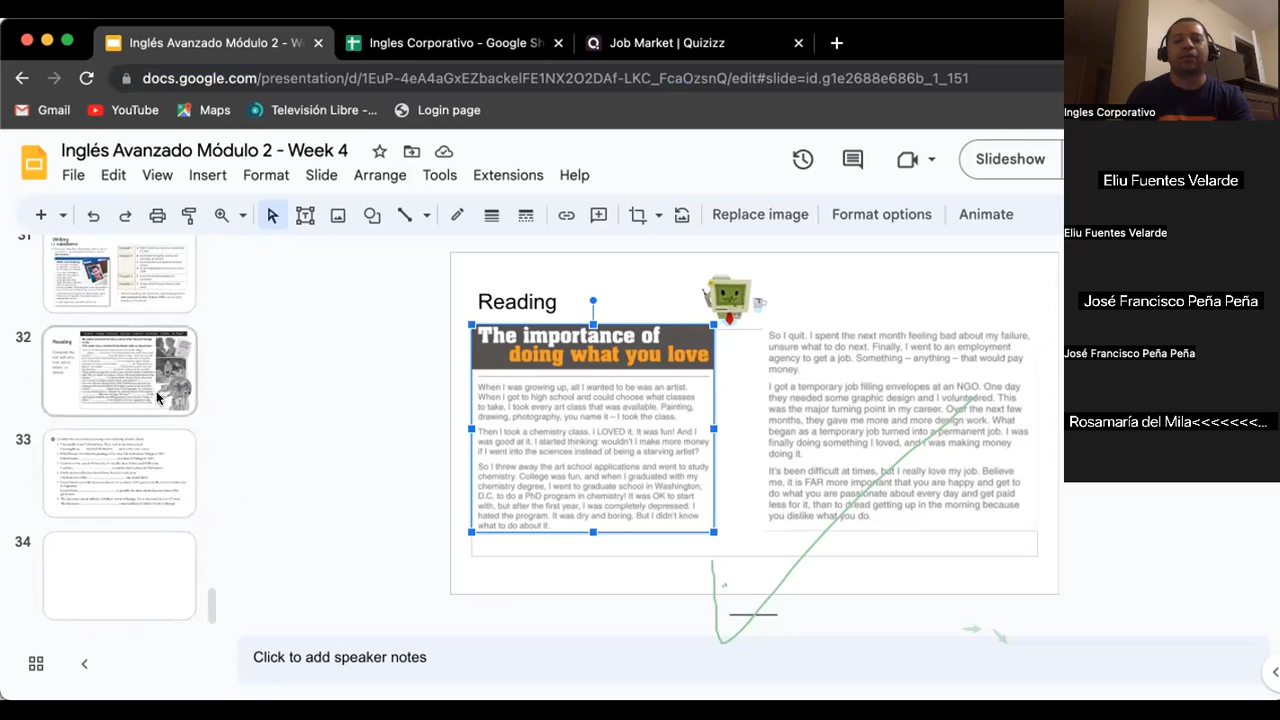 Inglés Avanzado Módulo 2 - W
Ingles Corporativo - Google Sh
Job Market | Quizizz
docs.google.com/presentation/d/1EuP-4eA4aGxEZbackelFE1NX2O2DAf-LKC_FcaOzsnQ/edit#slide=id.g1e2688e686b_1_151
Gmail
YouTube
Maps
Televisión Libre -...
Login page
Inglés Avanzado Módulo 2 - Week 4
File Edit View Insert Format Slide Arrange Tools Extensions Help
Slideshow
Replace image
Format options
Animate
31
Writing
32
Reading
33
34
Reading
The importance of
doing what you love
When I was growing up, all I wanted to be was an artist.
When I got to high school and could choose what classes
to take, I took every art class that was available. Painting,
drawing, photography, you name it – I took the class.
Then I took a chemistry class. I LOVED it. It was fun! And I
was good at it. I started thinking: wouldn't I make more money
if I went into the sciences instead of being a starving artist?
So I threw away the art school applications and went to study
chemistry. College was fun, and when I graduated with my
chemistry degree, I went to graduate school in Washington,
D.C. to do a PhD program in chemistry! It was OK to start
with, but after the first year, I was completely depressed. I
hated the program. It was dry and boring. But I didn't know
what to do about it.
So I quit. I spent the next month feeling bad about my failure,
unsure what to do next. Finally, I went to an employment
agency to get a job. Something – anything – that would pay
money.
I got a temporary job filling envelopes at an NGO. One day
they needed some graphic design and I volunteered. This
was the major turning point in my career. Over the next few
months, they gave me more and more design work. What
began as a temporary job turned into a permanent job. I was
finally doing something I loved, and I was making money
doing it.
It's been difficult at times, but I really love my job. Believe
me, it is FAR more important that you are happy and get to
do what you are passionate about every day and get paid
less for it, than to dread getting up in the morning because
you dislike what you do.
Click to add speaker notes
Ingles Corporativo
Eliu Fuentes Velarde
Eliu Fuentes Velarde
José Francisco Peña Peña
José Francisco Peña Peña
Rosamaría del Mila<<<<<<<...